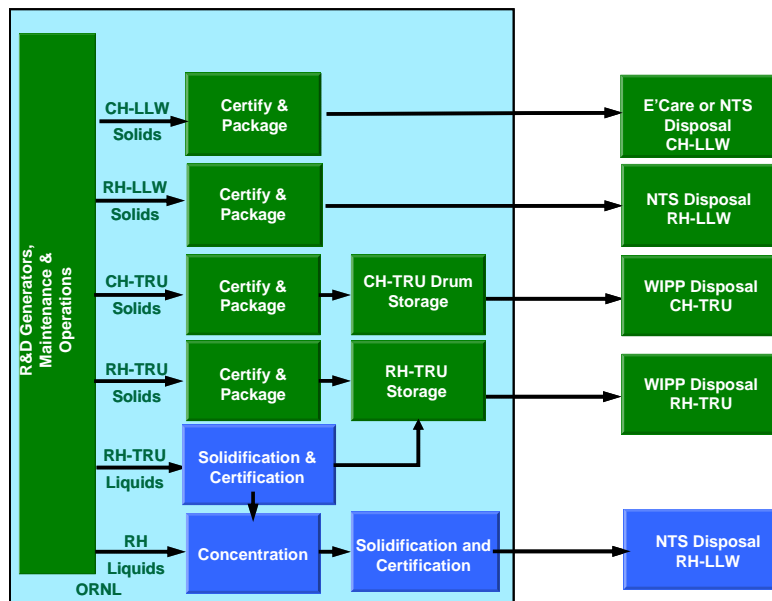 R&D Generators,
Maintenance &
Operations
CH-LLW
Solids
Certify &
Package
E'Care or NTS
Disposal
CH-LLW
RH-LLW
Solids
Certify &
Package
NTS Disposal
RH-LLW
CH-TRU
Solids
Certify &
Package
CH-TRU Drum
Storage
WIPP Disposal
CH-TRU
RH-TRU
Solids
Certify &
Package
RH-TRU
Storage
WIPP Disposal
RH-TRU
RH-TRU
Liquids
Solidification &
Certification
RH
Liquids
Concentration
Solidification and
Certification
NTS Disposal
RH-LLW
ORNL